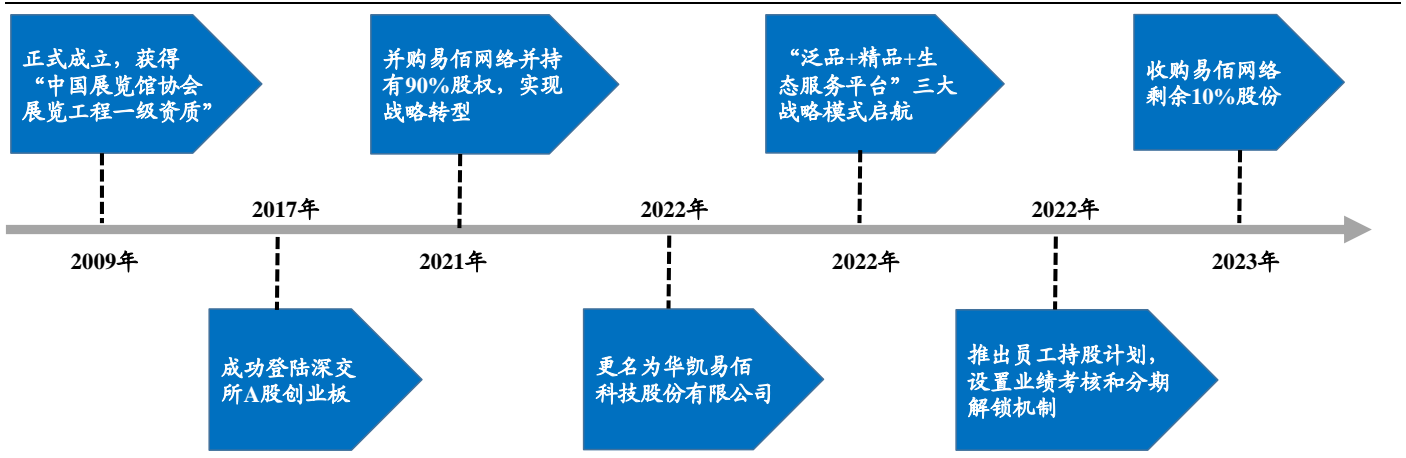 正式成立，获得
“中国展览馆协会
展览工程一级资质”
并购易佰网络并持
有90%股权，实现
战略转型
“泛品+精品+生
态服务平台”三大
战略模式启航
收购易佰网络
剩余10%股份
2017年
2022年
2022年
2009年
2021年
2022年
2023年
成功登陆深交
所A股创业板
更名为华凯易佰
科技股份有限公司
推出员工持股计划，
设置业绩考核和分期
解锁机制